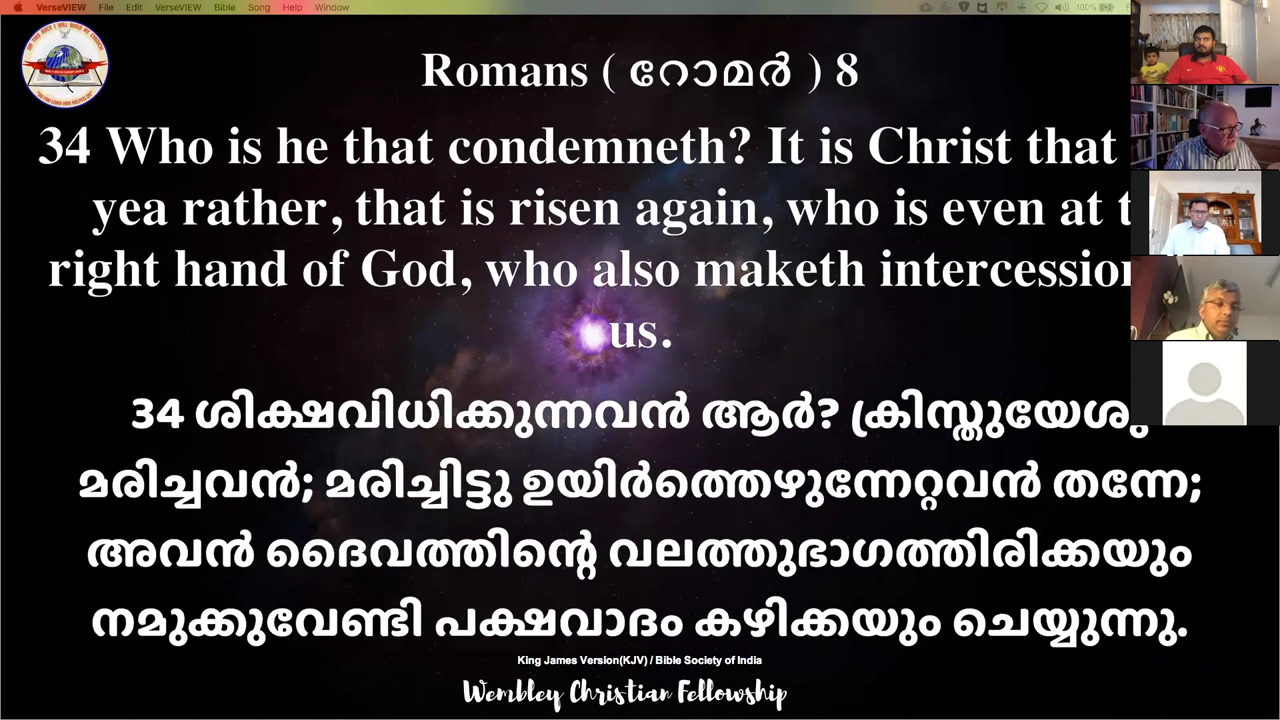 VerseVIEW File Edit VerseVIEW Bible Song Help Window 100%
Romans ( റോമർ ) 8
34 Who is he that condemneth? It is Christ that
yea rather, that is risen again, who is even at t
right hand of God, who also maketh intercession
us.
34 ശിക്ഷവിധിക്കുന്നവൻ ആർ? ക്രിസ്തുയേശു
മരിച്ചവൻ; മരിച്ചിട്ടു ഉയിർത്തെഴുന്നേറ്റവൻ തന്നേ;
അവൻ ദൈവത്തിന്റെ വലത്തുഭാഗത്തിരിക്കയും
നമുക്കുവേണ്ടി പക്ഷവാദം കഴിക്കയും ചെയ്യുന്നു.
King James Version(KJV) / Bible Society of India
Wembley Christian Fellowship